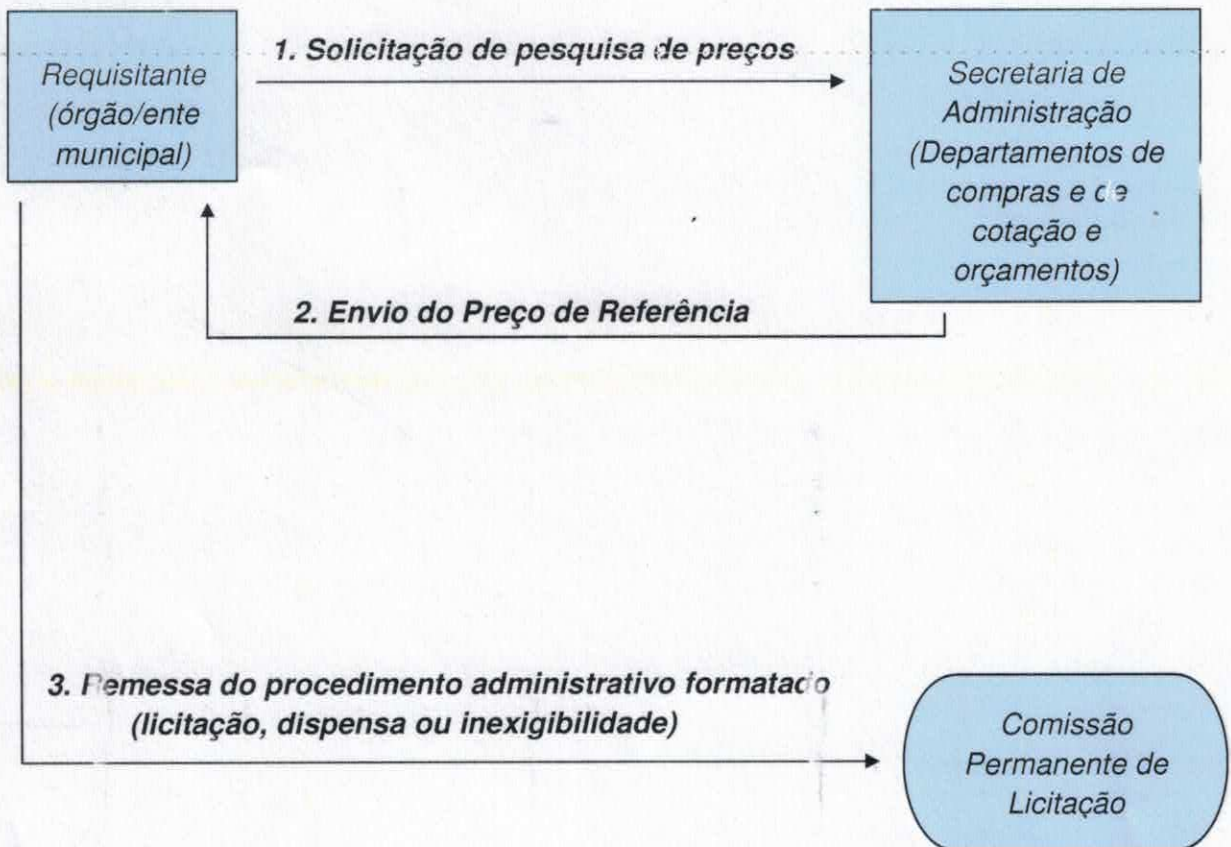 1. Solicitação de pesquisa de preços
Requisitante
(órgão/ente
municipal)
Secretaria de
Administração
(Departamentos de
compras e de
cotação e
orçamentos)
2. Envio do Preço de Referência
3. Remessa do procedimento administrativo formatado
(licitação, dispensa ou inexigibilidade)
Comissão
Permanente de
Licitação